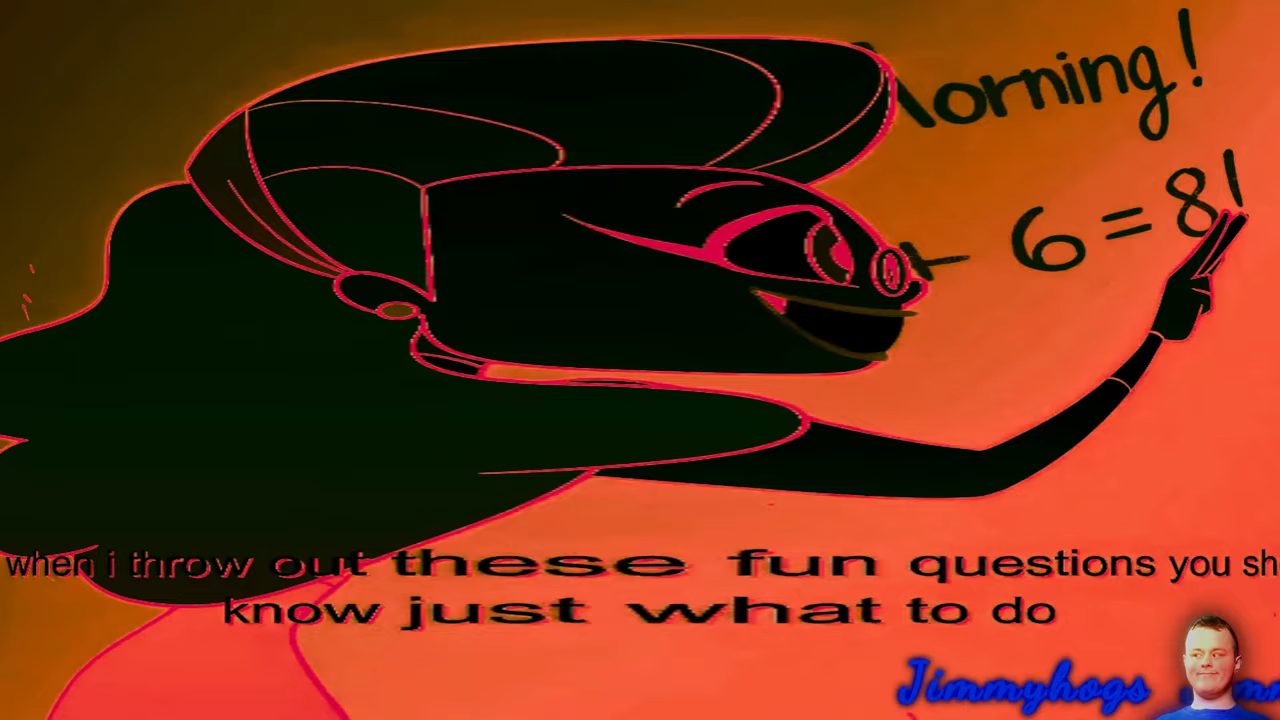 orning!
+ 6 = 8!
when i throw out these fun questions you sh
know just what to do
Jimmyhogs